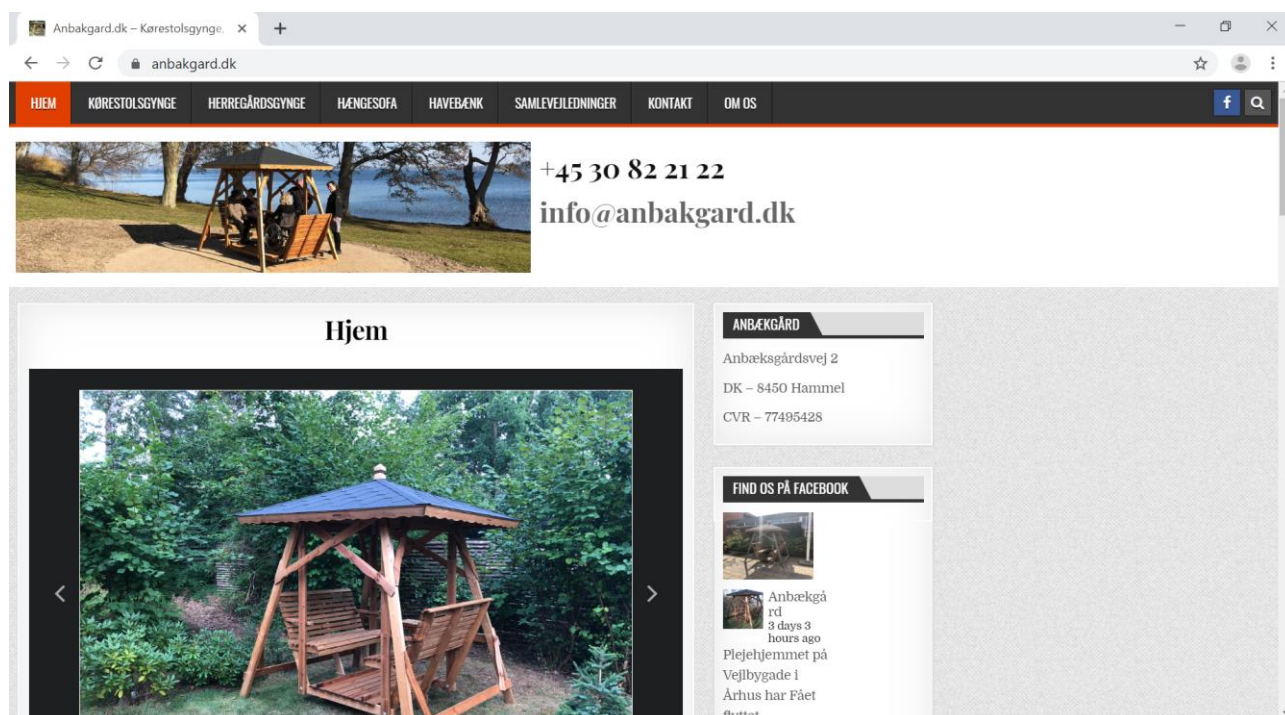 Anbakgard.dk – Kørestolsgynge,
anbakgard.dk
HJEM KØRESTOLSGYNGE HERREGÅRDSGYNGE HÆNGESOFA HAVEBÆNK SAMLEVEJLEDNINGER KONTAKT OM OS
+45 30 82 21 22
info@anbakgard.dk
Hjem
ANBÆKGÅRD
Anbæksgårdsvej 2
DK – 8450 Hammel
CVR – 77495428
FIND OS PÅ FACEBOOK
Anbækgå
rd
3 days 3
hours ago
Plejehjemmet på
Vejlbygade i
Århus har Fået